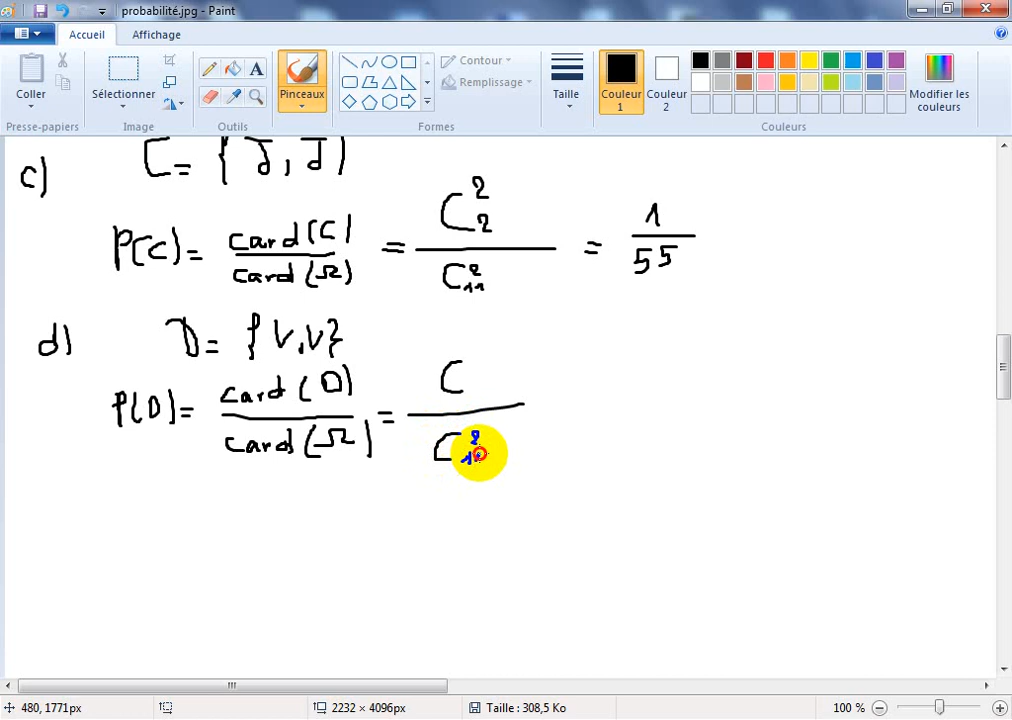 probabilité.jpg - Paint
Accueil Affichage
Coller
Sélectionner
Pinceaux
Contour
Remplissage
Taille
Couleur 1
Couleur 2
Modifier les couleurs
Presse-papiers Image Outils Formes Couleurs
c) C = { J, J }
P(C) = card(C) / card(Ω) = C₂² / C₁₁² = 1 / 55
d) D = { V, V }
P(D) = card(D) / card(Ω) = C / C₁₁²
480, 1771px 2232 × 4096px Taille : 308,5 Ko 100 %